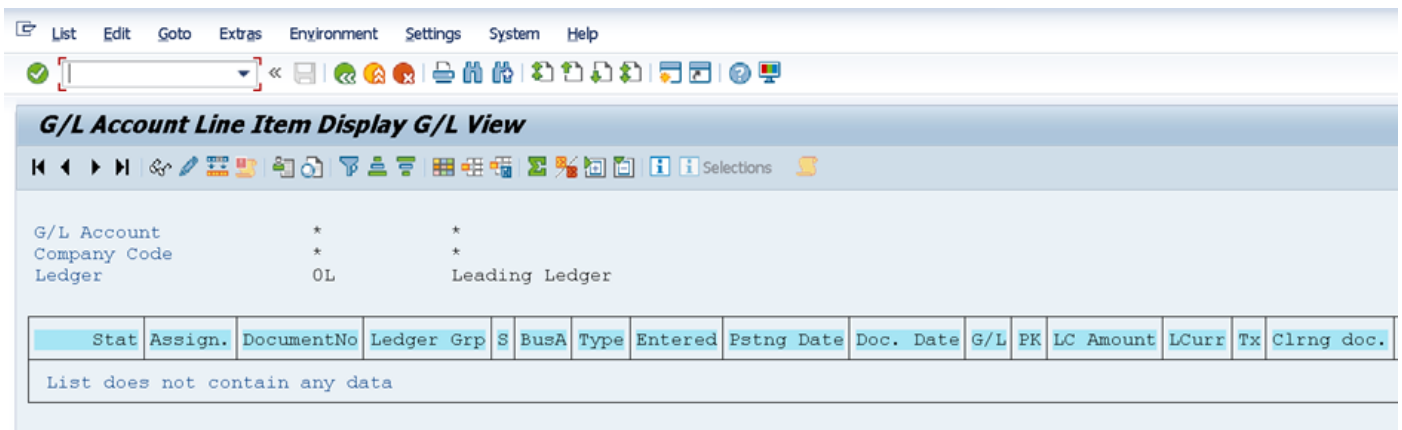 List Edit Goto Extras Environment Settings System Help
G/L Account Line Item Display G/L View
Selections
G/L Account * *
Company Code * *
Ledger 0L Leading Ledger
Stat Assign. DocumentNo Ledger Grp S BusA Type Entered Pstng Date Doc. Date G/L PK LC Amount LCurr Tx Clrng doc.
List does not contain any data